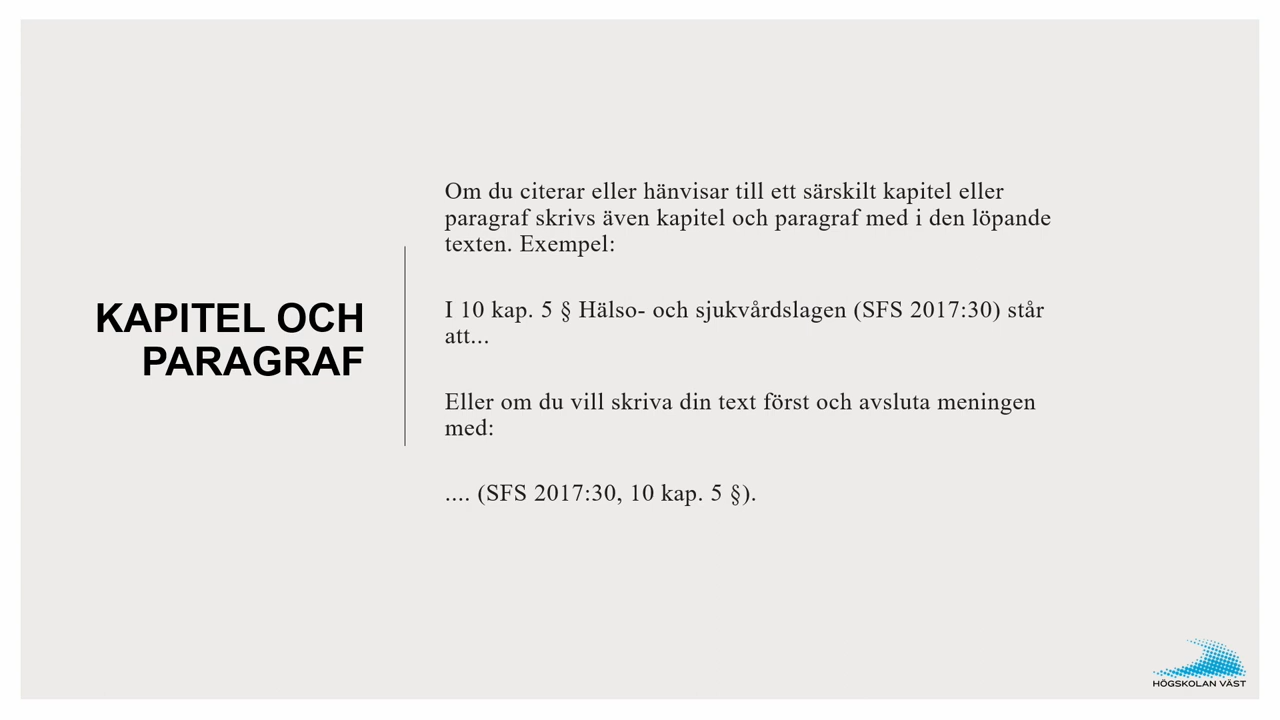 KAPITEL OCH
PARAGRAF
Om du citerar eller hänvisar till ett särskilt kapitel eller
paragraf skrivs även kapitel och paragraf med i den löpande
texten. Exempel:
I 10 kap. 5 § Hälso- och sjukvårdslagen (SFS 2017:30) står
att...
Eller om du vill skriva din text först och avsluta meningen
med:
.... (SFS 2017:30, 10 kap. 5 §).
HÖGSKOLAN VÄST